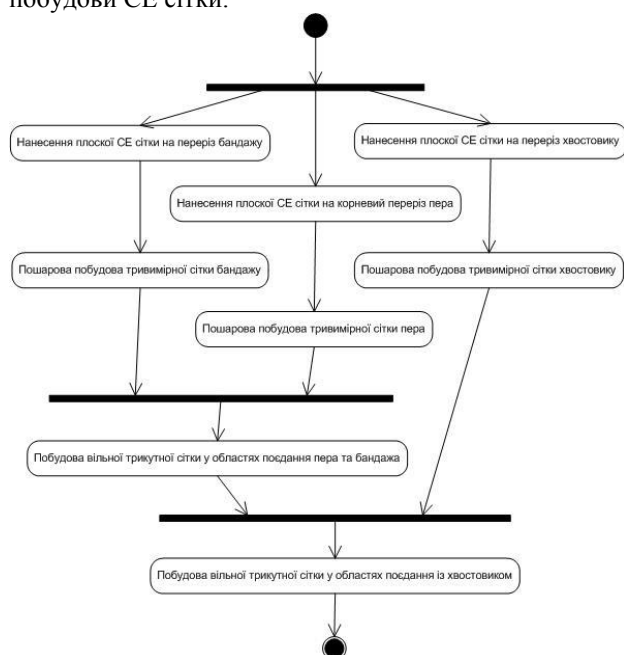 побудови СЕ сітки.
Нанесення плоскої СЕ сітки на переріз бандажу
Нанесення плоскої СЕ сітки на переріз хвостовику
Нанесення плоскої СЕ сітки на корневий переріз пера
Пошарова побудова тривимірної сітки бандажу
Пошарова побудова тривимірної сітки хвостовику
Пошарова побудова тривимірної сітки пера
Побудова вільної трикутної сітки у областях поєдання пера та бандажа
Побудова вільної трикутної сітки у областях поєдання із хвостовиком